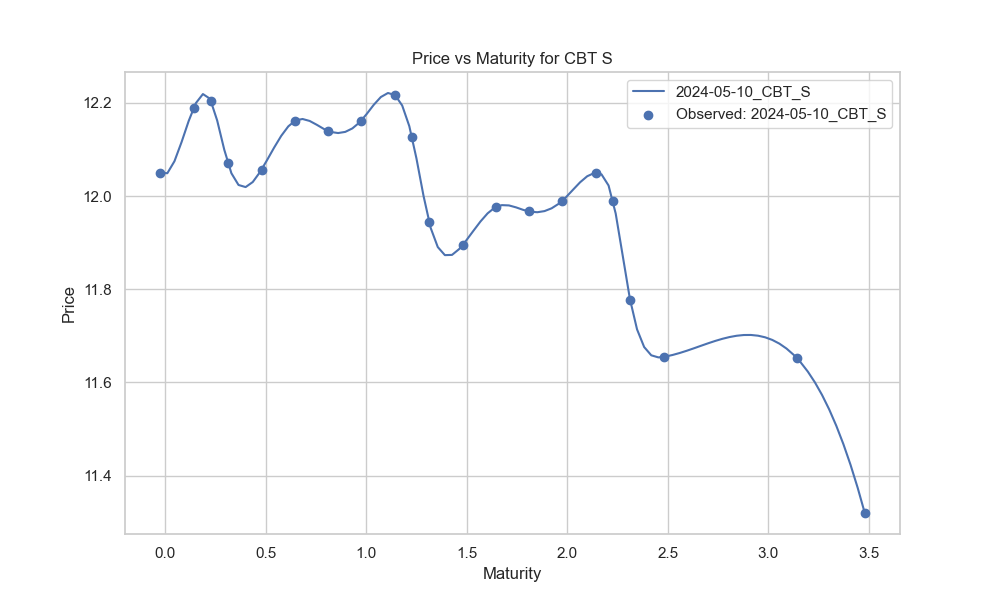 Price vs Maturity for CBT S
2024-05-10_CBT_S
Observed: 2024-05-10_CBT_S
Price
12.2
12.0
11.8
11.6
11.4
0.0 0.5 1.0 1.5 2.0 2.5 3.0 3.5
Maturity